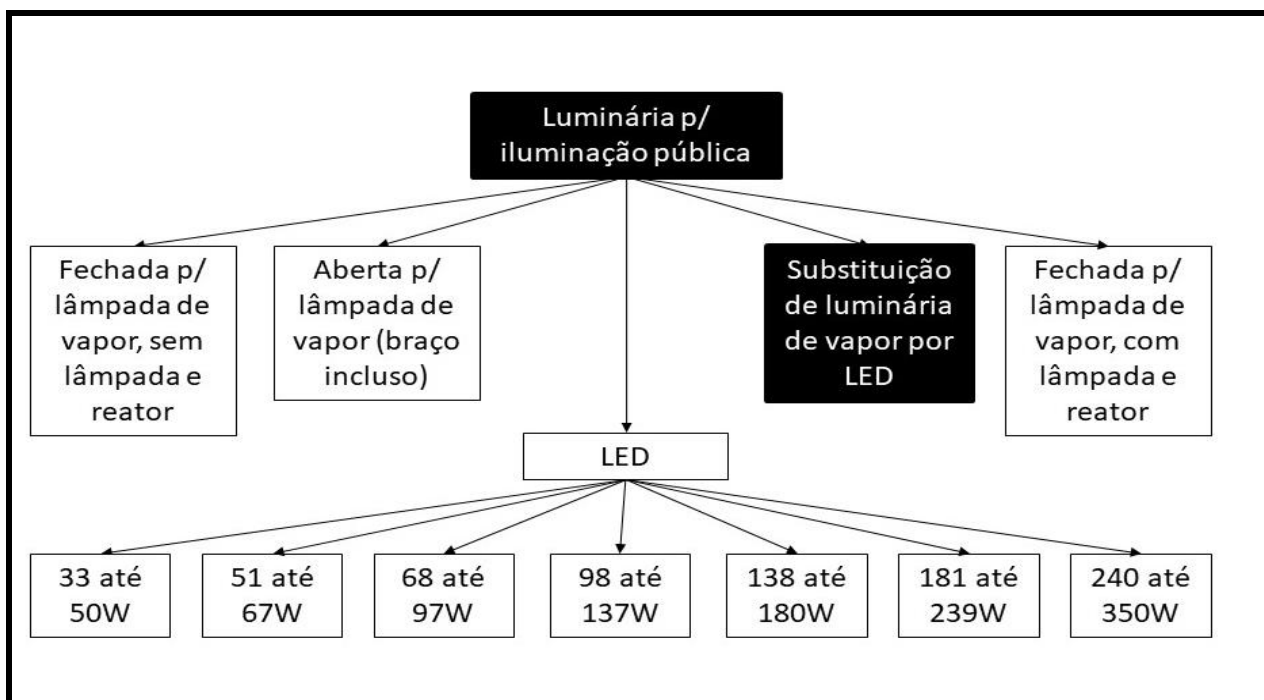 Luminária p/
iluminação pública
Fechada p/
lâmpada de
vapor, sem
lâmpada e
reator
Aberta p/
lâmpada de
vapor (braço
incluso)
Substituição
de luminária
de vapor por
LED
Fechada p/
lâmpada de
vapor, com
lâmpada e
reator
LED
33 até
50W
51 até
67W
68 até
97W
98 até
137W
138 até
180W
181 até
239W
240 até
350W